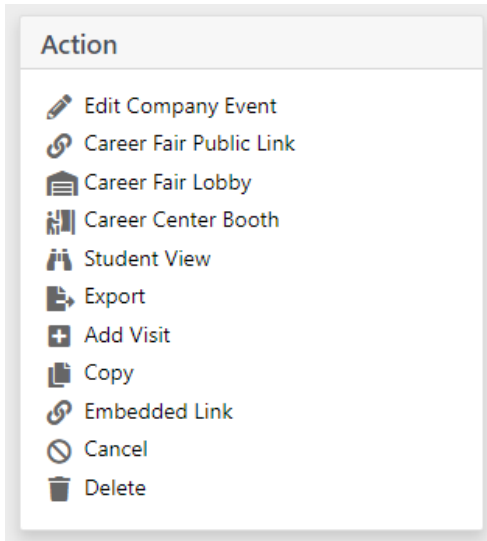 Action
Edit Company Event
Career Fair Public Link
Career Fair Lobby
Career Center Booth
Student View
Export
Add Visit
Copy
Embedded Link
Cancel
Delete